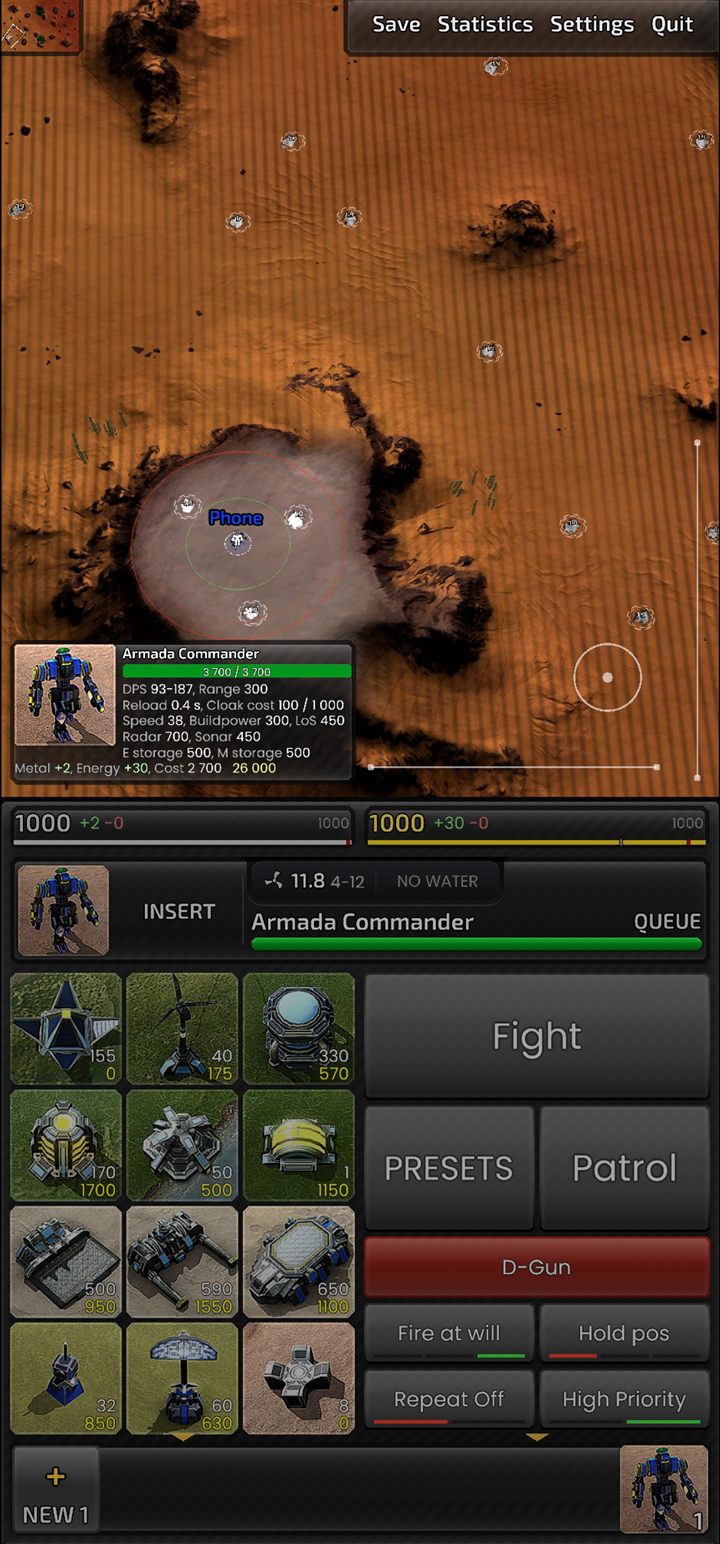 Save Statistics Settings Quit
Phone
Armada Commander
3 700 / 3 700
DPS 93-187, Range 300
Reload 0.4 s, Cloak cost 100 / 1 000
Speed 38, Buildpower 300, LoS 450
Radar 700, Sonar 450
E storage 500, M storage 500
Metal +2, Energy +30, Cost 2 700 26 000
1000 +2 -0 1000
1000 +30 -0 1000
INSERT
11.8 4-12 NO WATER
Armada Commander QUEUE
155
0
40
175
330
570
170
1700
50
500
1
1150
500
950
590
1550
650
1100
32
850
60
630
8
0
Fight
PRESETS Patrol
D-Gun
Fire at will Hold pos
Repeat Off High Priority
+
NEW 1
1